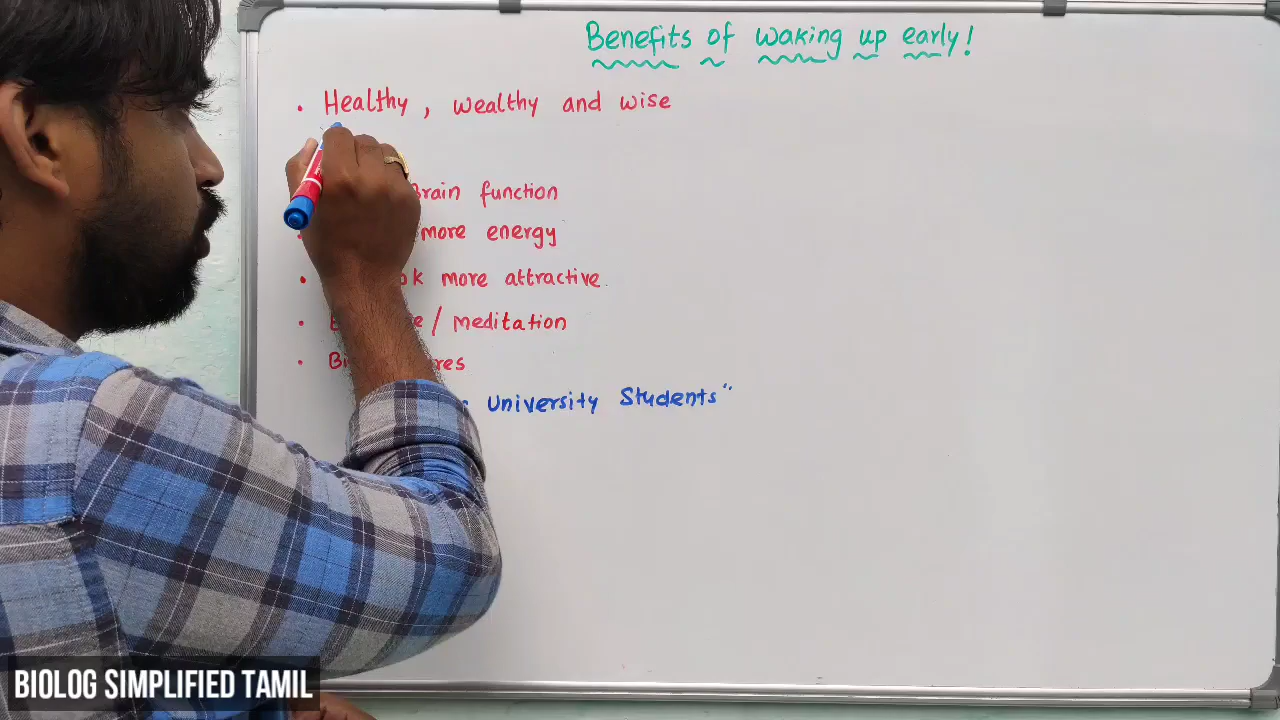 Benefits of waking up early!
• Healthy, wealthy and wise
Brain function
more energy
more attractive
/ meditation
University Students"
BIOLOG SIMPLIFIED TAMIL